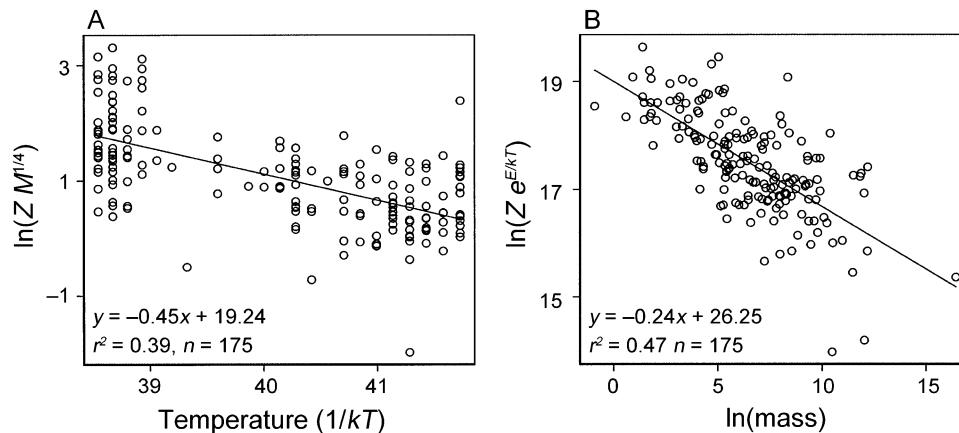 A
ln(Z M^1/4)
3
1
–1
y = –0.45x + 19.24
r² = 0.39, n = 175
39 40 41
Temperature (1/kT)
B
ln(Z e^E/kT)
19
17
15
y = –0.24x + 26.25
r² = 0.47 n = 175
0 5 10 15
ln(mass)